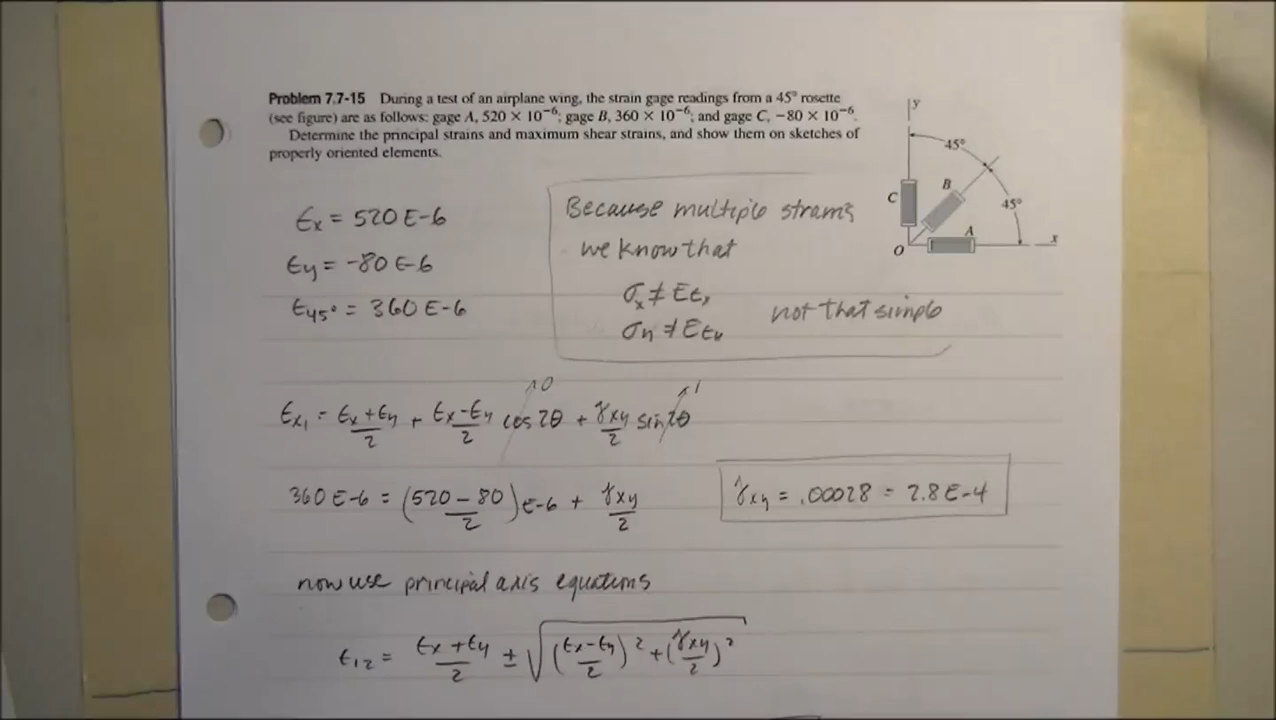 Problem 7.7-15 During a test of an airplane wing, the strain gage readings from a 45° rosette
(see figure) are as follows: gage A, 520 × 10⁻⁶; gage B, 360 × 10⁻⁶; and gage C, −80 × 10⁻⁶.
Determine the principal strains and maximum shear strains, and show them on sketches of
properly oriented elements.
y
45°
B
C
45°
A
x
O
εx = 520 E-6
εy = -80 E-6
ε45° = 360 E-6
Because multiple strains
we know that
σx ≠ Eεx
σy ≠ Eεy
not that simple
0
1
εx₁ = εx + εy / 2 + εx - εy / 2 cos 2θ + γxy / 2 sin 2θ
360 E-6 = (520 - 80 / 2) E-6 + γxy / 2
γxy = .00028 = 2.8 E-4
now use principal axis equations
ε12 = εx + εy / 2 ± √(εx - εy / 2)² + (γxy / 2)²